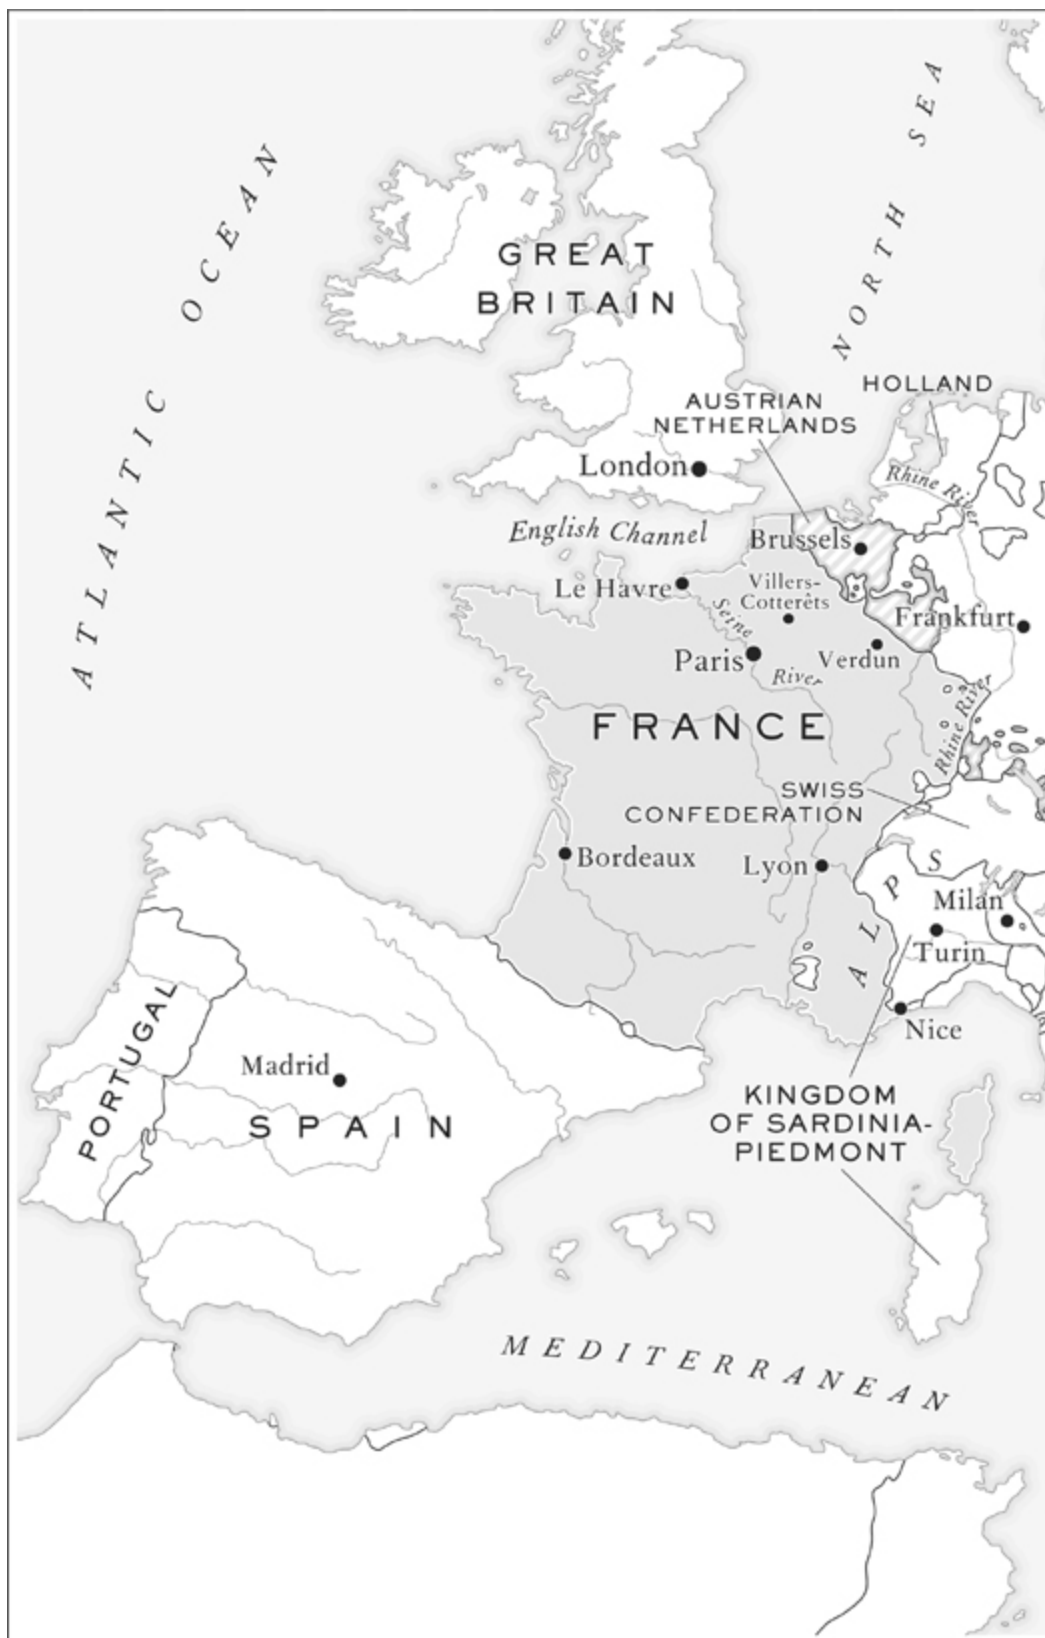 ATLANTIC OCEAN
NORTH SEA
GREAT
BRITAIN
HOLLAND
AUSTRIAN
NETHERLANDS
London
Rhine River
English Channel
Brussels
Le Havre
Villers-
Cotterêts
Frankfurt
Seine
River
Paris
Verdun
Rhine River
FRANCE
SWISS
CONFEDERATION
Bordeaux
Lyon
ALPS
Milan
Turin
Nice
PORTUGAL
Madrid
SPAIN
KINGDOM
OF SARDINIA-
PIEDMONT
MEDITERRANEAN